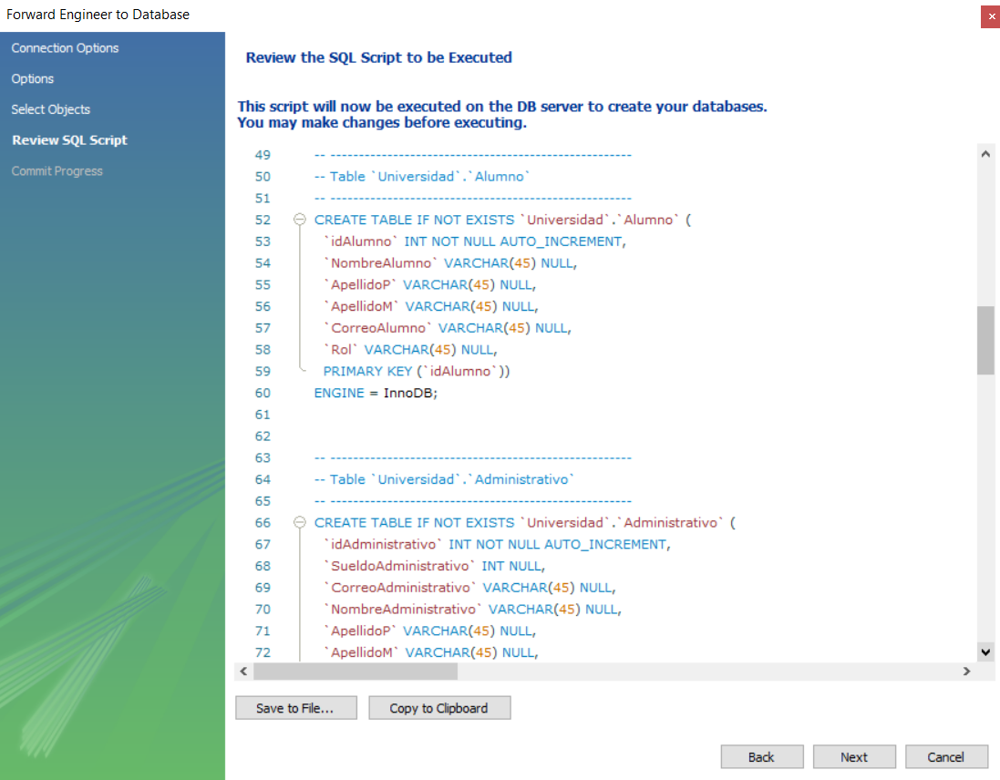 Forward Engineer to Database
Connection Options
Options
Select Objects
Review SQL Script
Commit Progress
Review the SQL Script to be Executed
This script will now be executed on the DB server to create your databases.
You may make changes before executing.
49 -- -----------------------------------------------------
50 -- Table `Universidad`.`Alumno`
51 -- -----------------------------------------------------
52 CREATE TABLE IF NOT EXISTS `Universidad`.`Alumno` (
53 `idAlumno` INT NOT NULL AUTO_INCREMENT,
54 `NombreAlumno` VARCHAR(45) NULL,
55 `ApellidoP` VARCHAR(45) NULL,
56 `ApellidoM` VARCHAR(45) NULL,
57 `CorreoAlumno` VARCHAR(45) NULL,
58 `Rol` VARCHAR(45) NULL,
59 PRIMARY KEY (`idAlumno`))
60 ENGINE = InnoDB;
61
62
63 -- -----------------------------------------------------
64 -- Table `Universidad`.`Administrativo`
65 -- -----------------------------------------------------
66 CREATE TABLE IF NOT EXISTS `Universidad`.`Administrativo` (
67 `idAdministrativo` INT NOT NULL AUTO_INCREMENT,
68 `SueldoAdministrativo` INT NULL,
69 `CorreoAdministrativo` VARCHAR(45) NULL,
70 `NombreAdministrativo` VARCHAR(45) NULL,
71 `ApellidoP` VARCHAR(45) NULL,
72 `ApellidoM` VARCHAR(45) NULL,
Save to File... Copy to Clipboard
Back Next Cancel